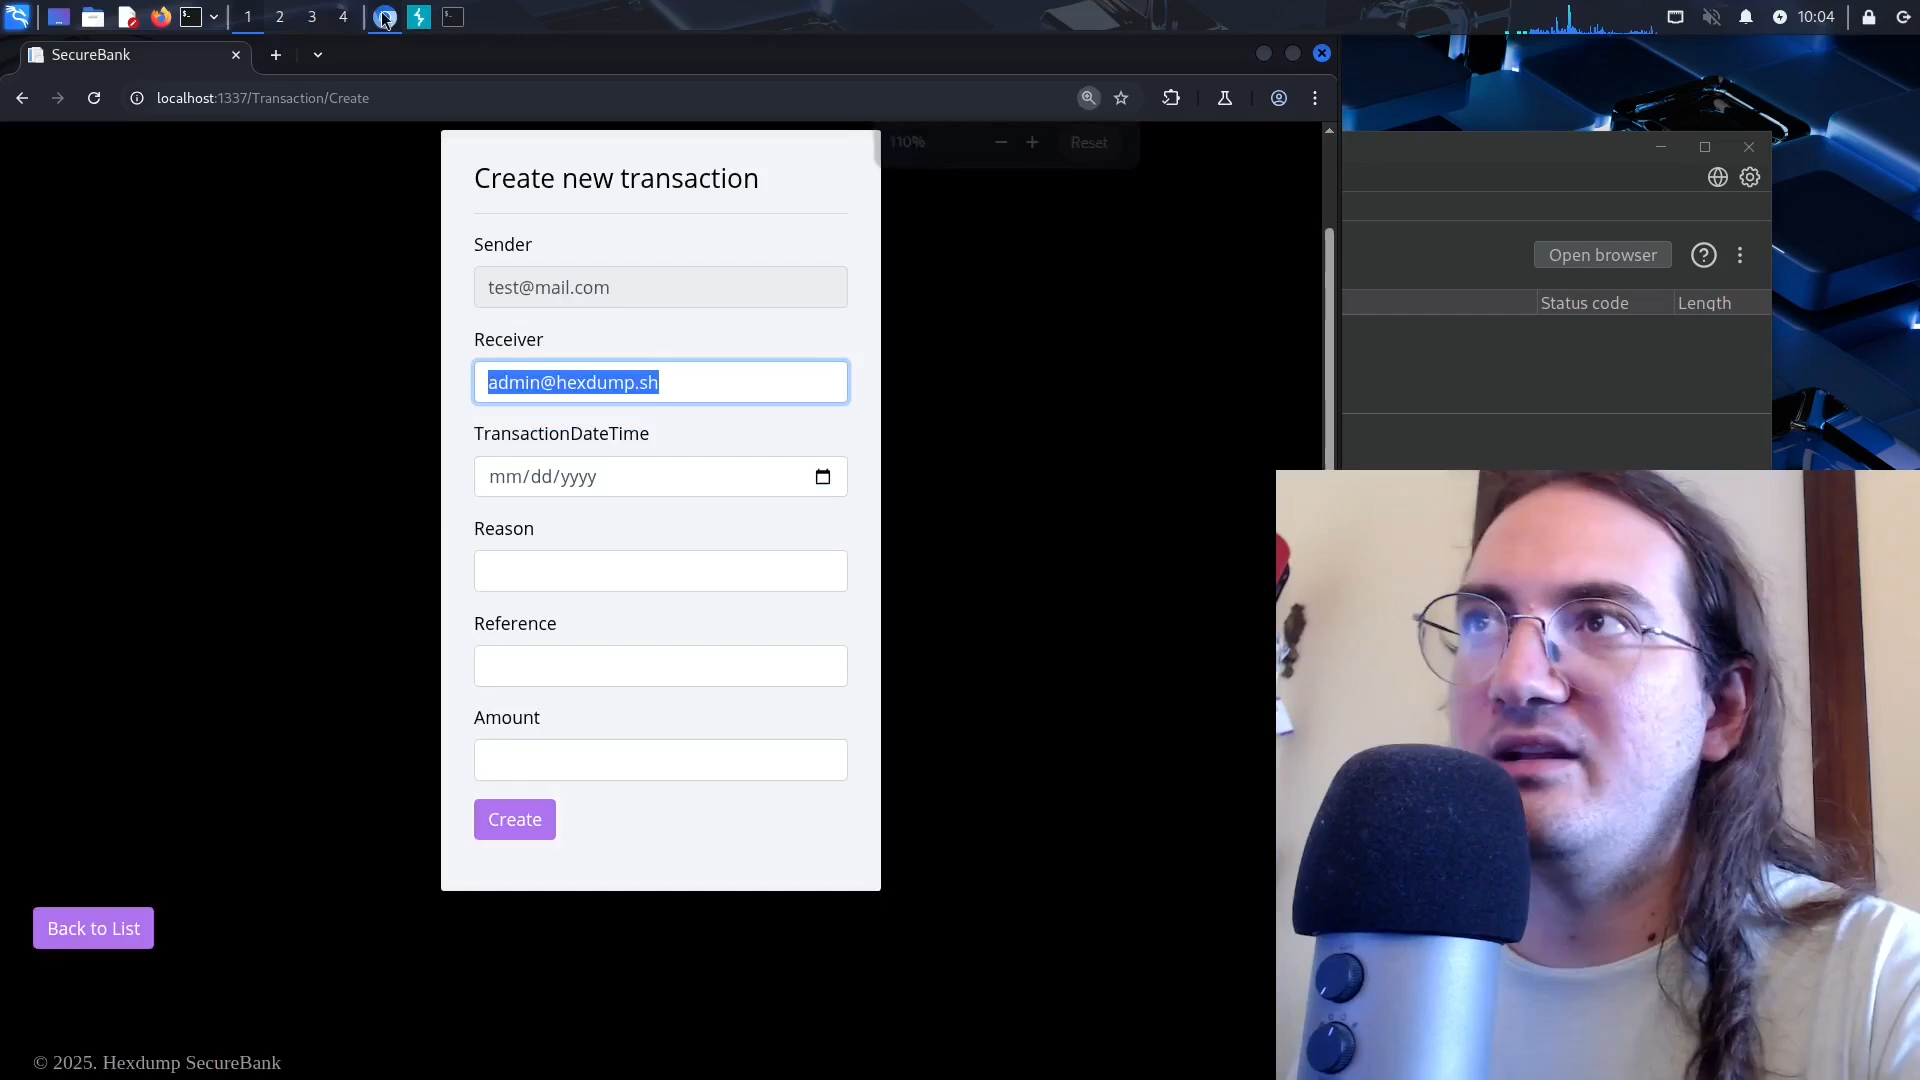 1
2
3
4
10:04
SecureBank
localhost:1337/Transaction/Create
110%
Reset
Create new transaction
Sender
test@mail.com
Receiver
admin@hexdump.sh
TransactionDateTime
mm/dd/yyyy
Reason
Reference
Amount
Create
Back to List
© 2025. Hexdump SecureBank
Open browser
Status code
Length